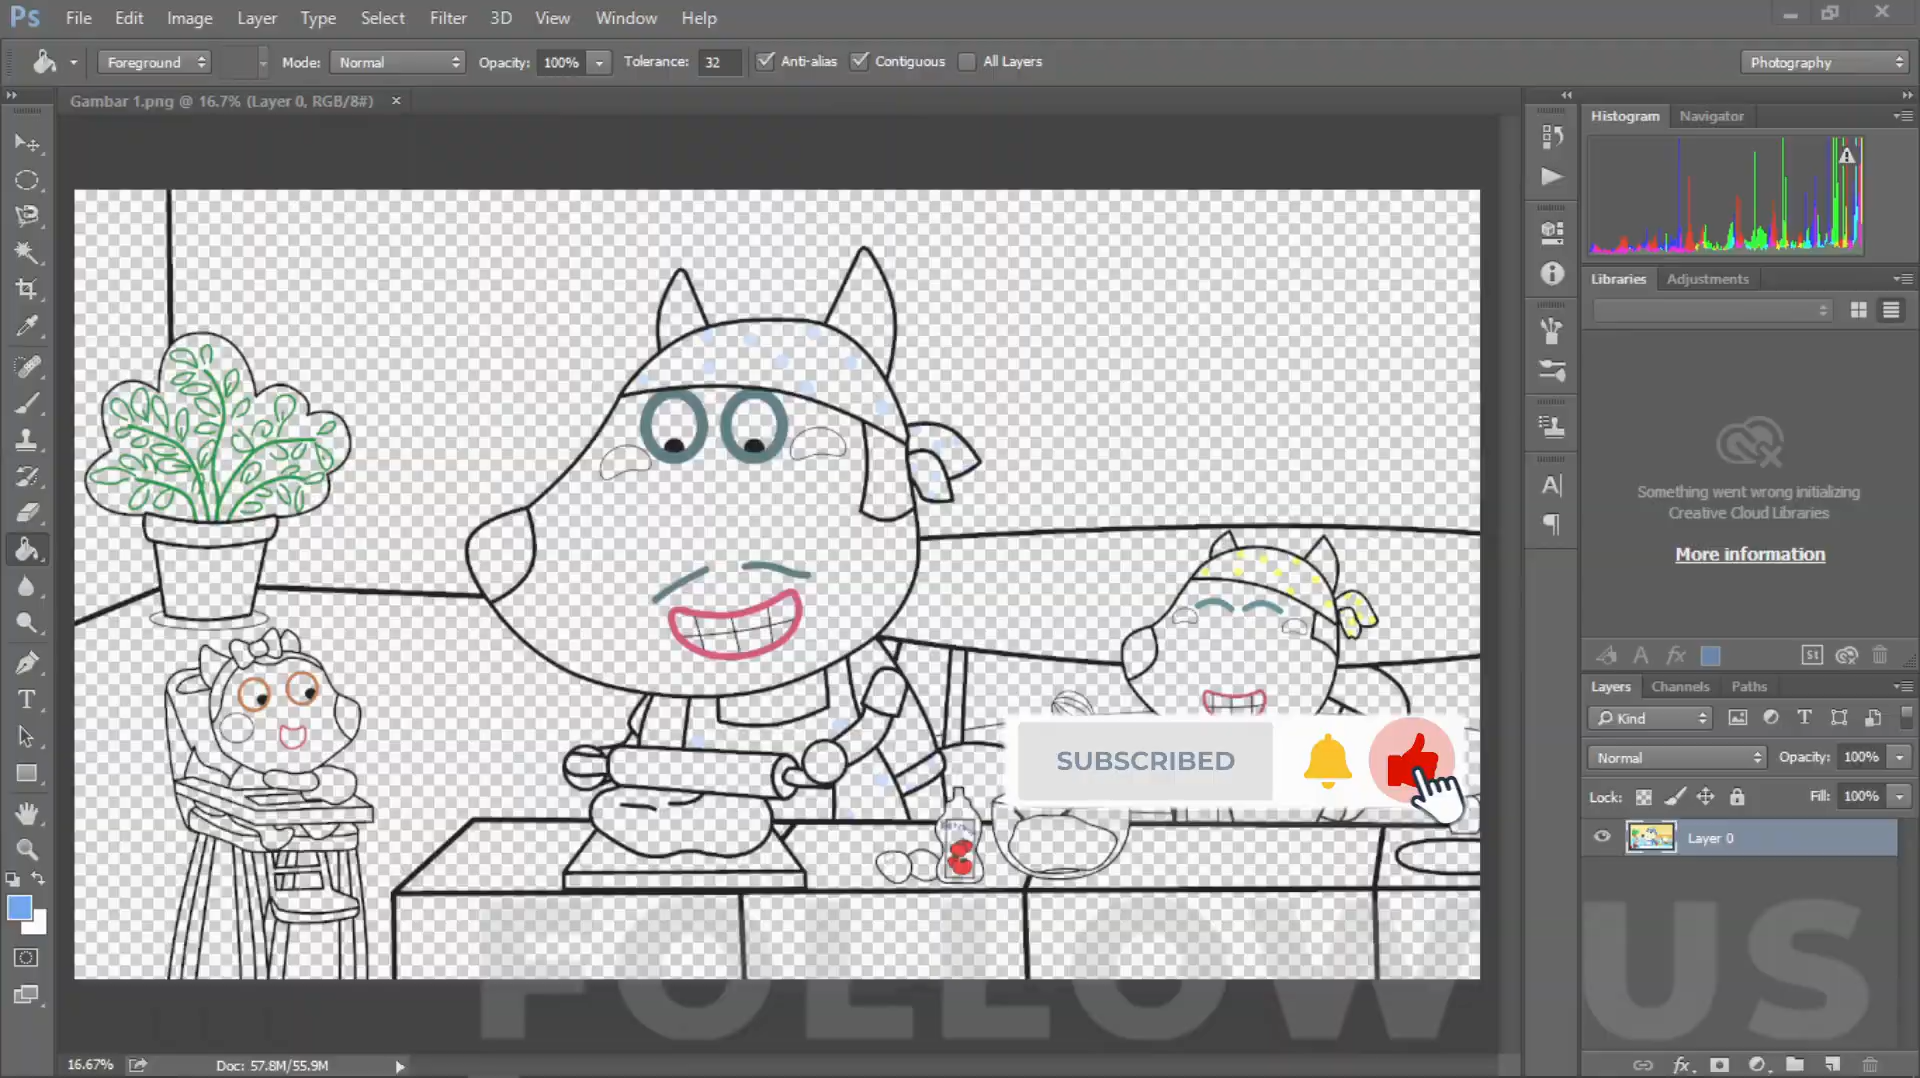 Ps File Edit Image Layer Type Select Filter 3D View Window Help
Foreground Mode: Normal Opacity: 100% Tolerance: 32 Anti-alias Contiguous All Layers Photography
Gambar 1.png @ 16.7% (Layer 0, RGB/8#) ×
Histogram Navigator
Libraries Adjustments
Something went wrong initializing
Creative Cloud Libraries
More information
St
Layers Channels Paths
Kind
Normal Opacity: 100%
Lock: Fill: 100%
Layer 0
SUBSCRIBED
FOLLOW US
16.67% Doc: 57.8M/55.9M